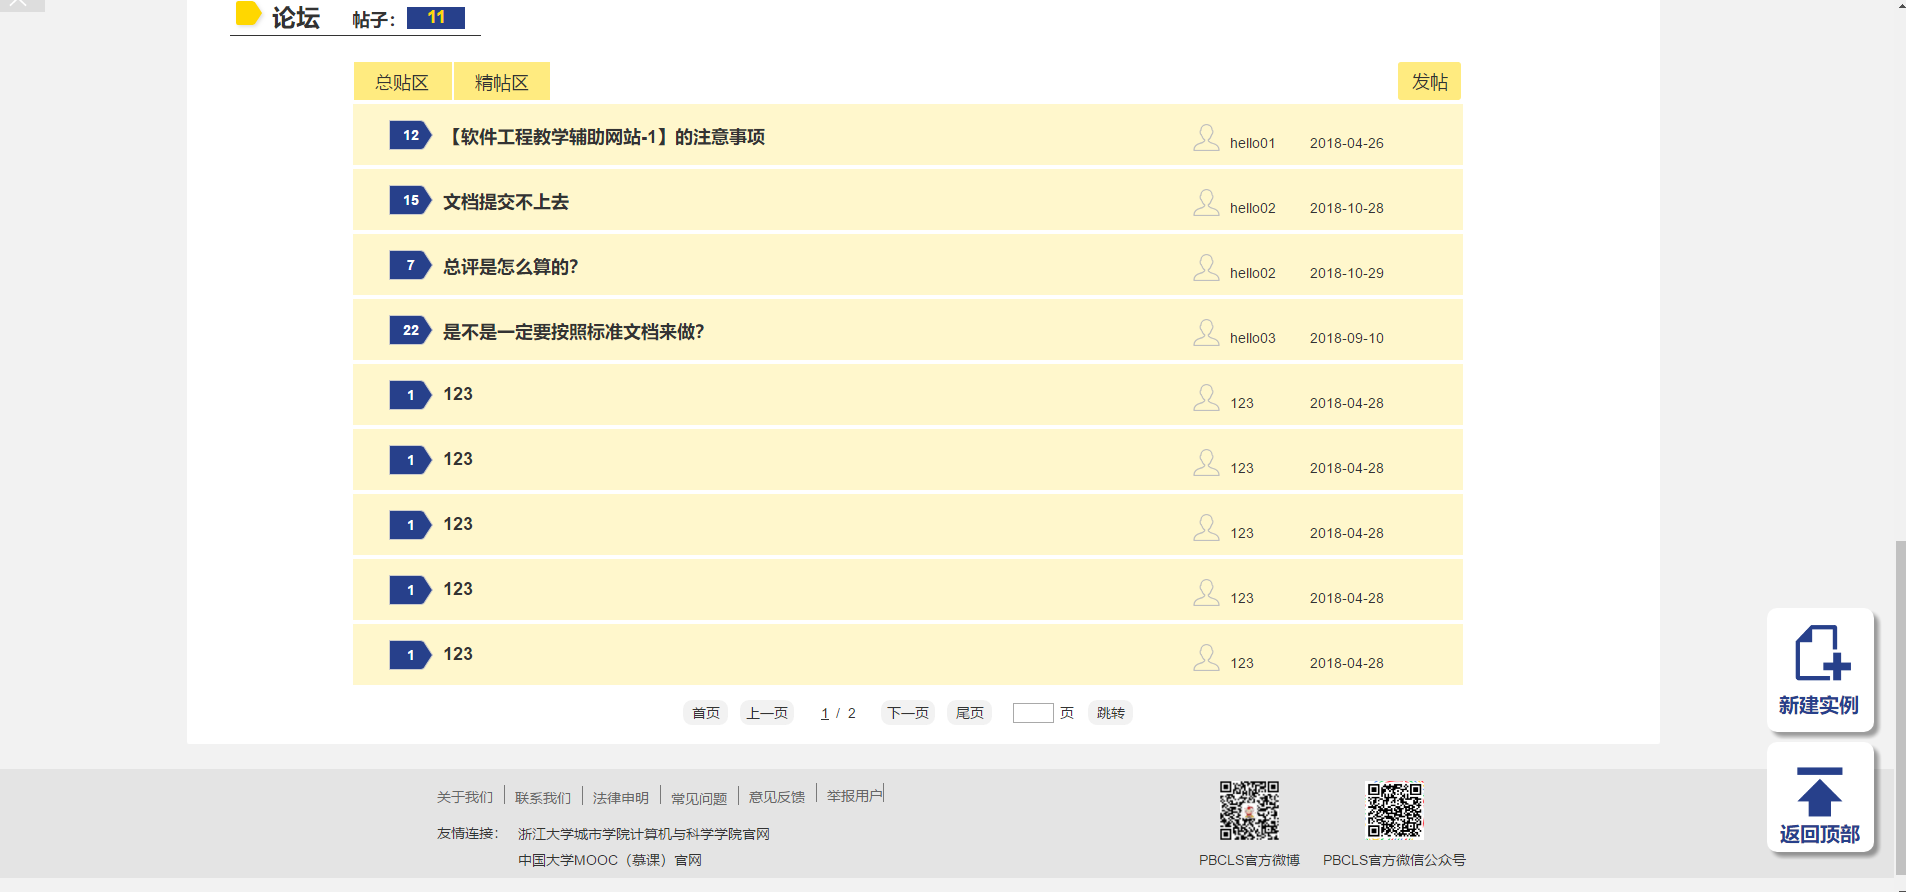 论坛 帖子： 11
总贴区 精帖区 发帖
12 【软件工程教学辅助网站-1】的注意事项 hello01 2018-04-26
15 文档提交不上去 hello02 2018-10-28
7 总评是怎么算的? hello02 2018-10-29
22 是不是一定要按照标准文档来做? hello03 2018-09-10
1 123 123 2018-04-28
1 123 123 2018-04-28
1 123 123 2018-04-28
1 123 123 2018-04-28
1 123 123 2018-04-28
首页 上一页 1 / 2 下一页 尾页 页 跳转
新建实例
返回顶部
关于我们 联系我们 法律申明 常见问题 意见反馈 举报用户
友情连接： 浙江大学城市学院计算机与科学学院官网
中国大学MOOC（慕课）官网
PBCLS官方微博 PBCLS官方微信公众号